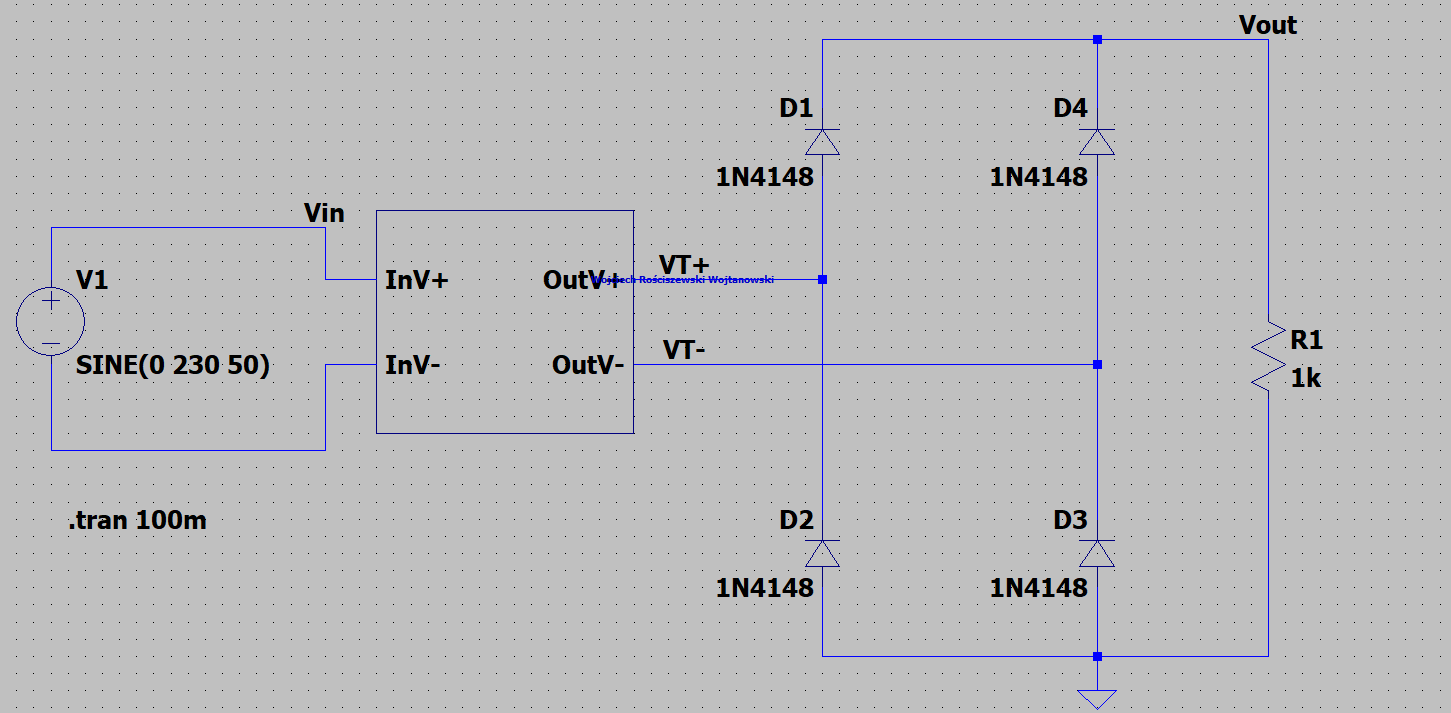 Vout
D1
D4
1N4148
1N4148
Vin
V1
InV+
OutV+
VT+
Wojciech Rościszewski Wojtanowski
SINE(0 230 50)
InV-
OutV-
VT-
R1
1k
.tran 100m
D2
D3
1N4148
1N4148